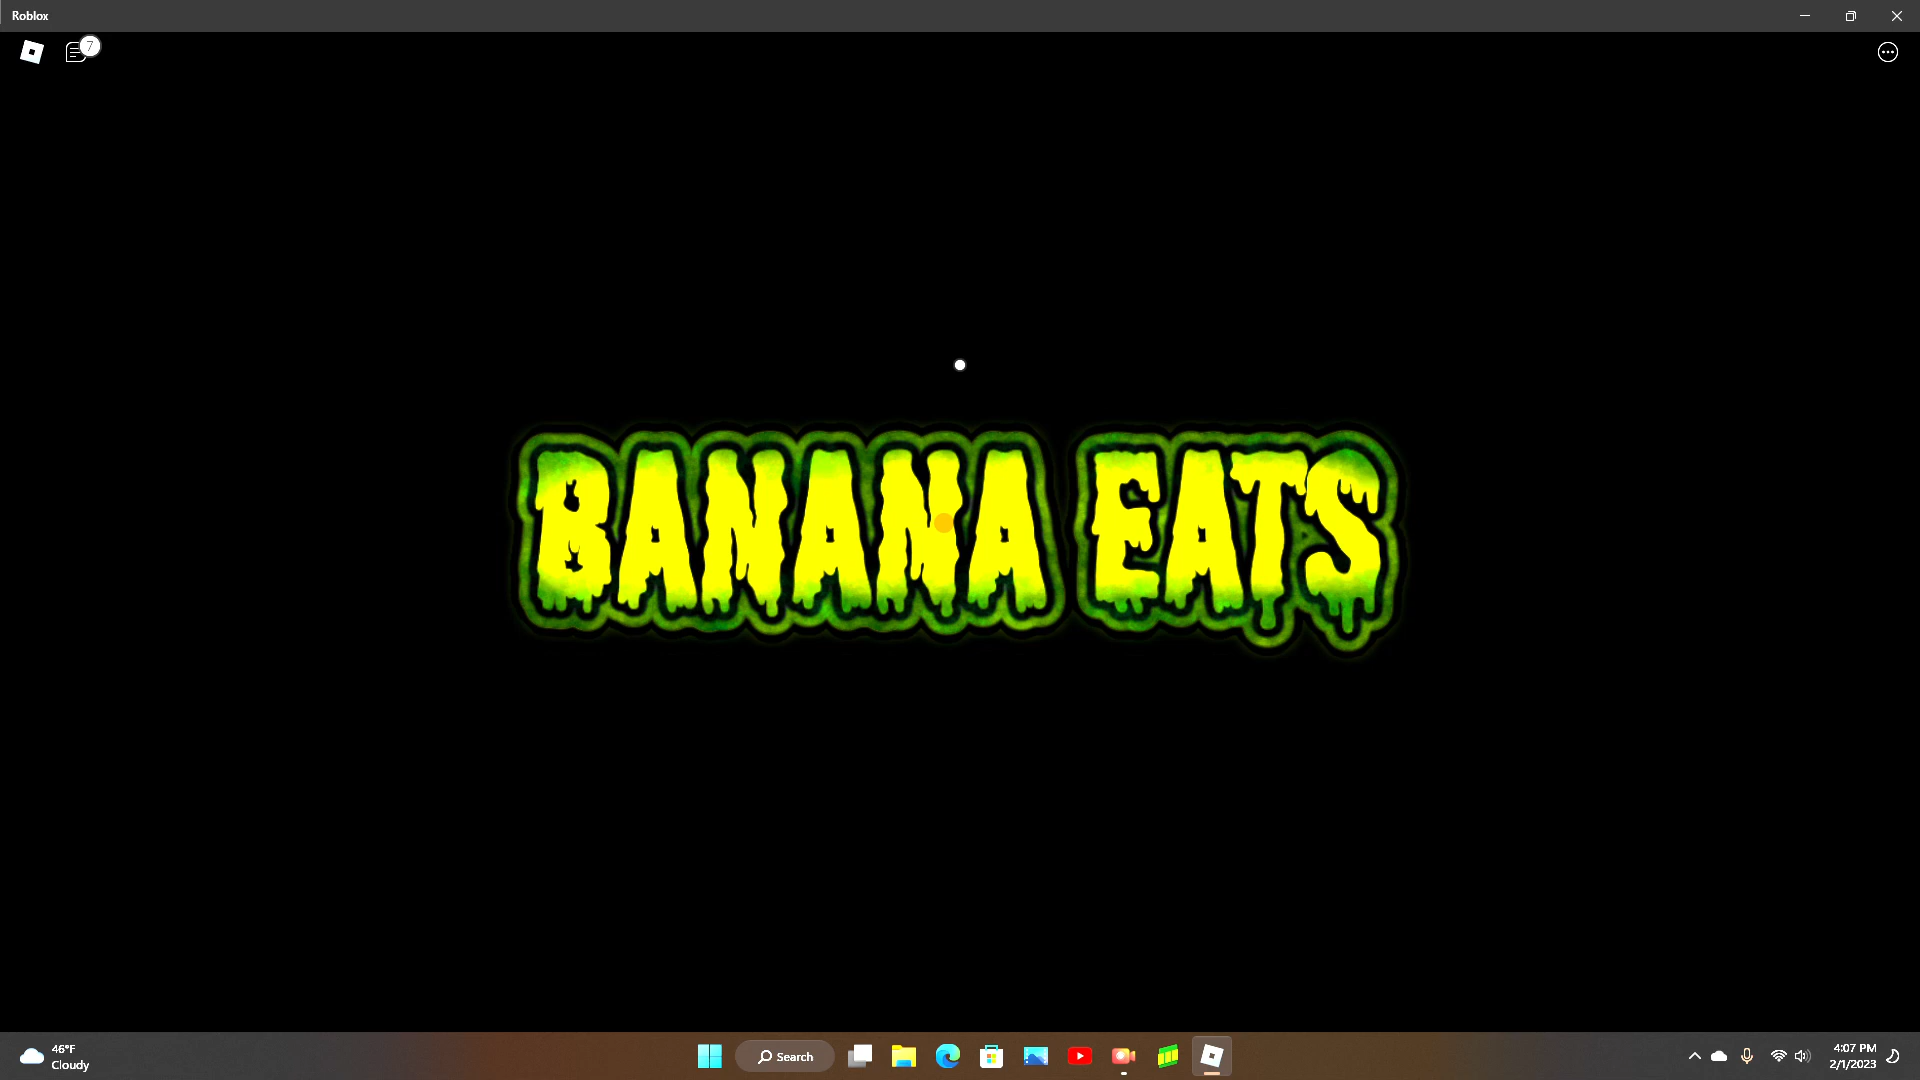 Roblox
7
BANANA EATS
46°F
Cloudy
Search
4:07 PM
2/1/2023